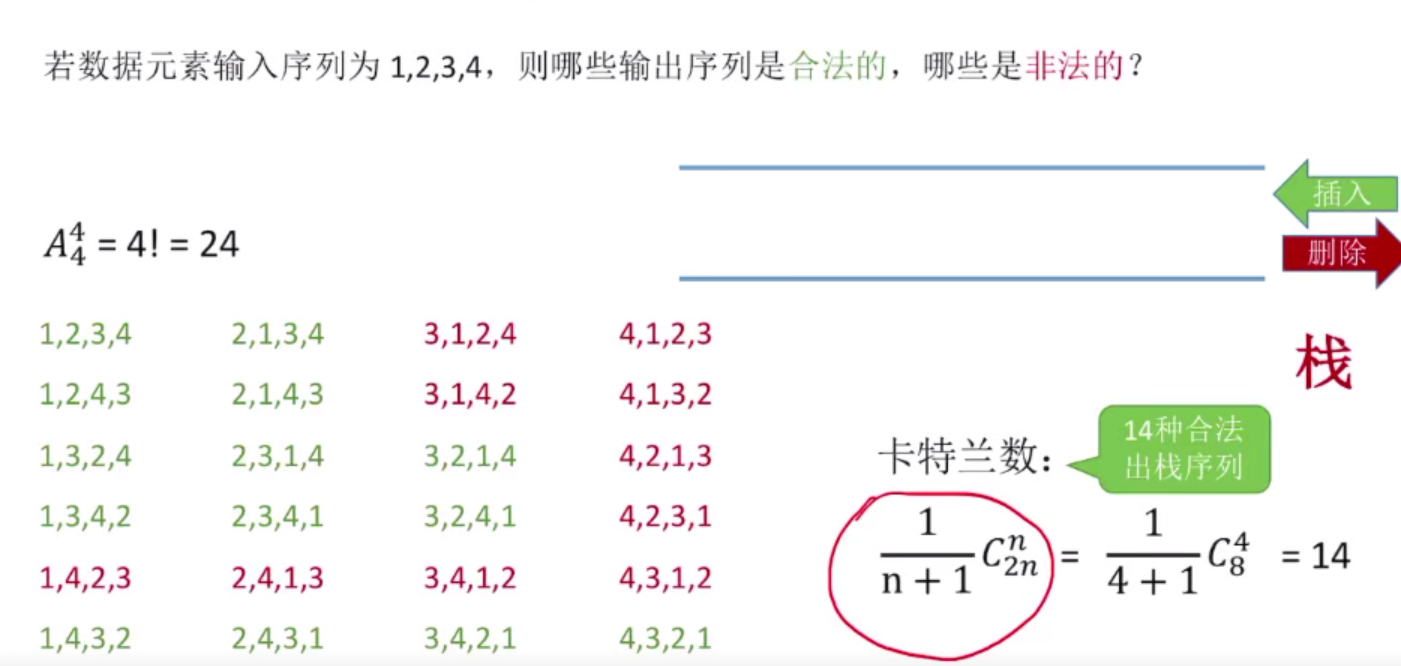 若数据元素输入序列为 1,2,3,4，则哪些输出序列是合法的，哪些是非法的？
插入
删除
A_4^4 = 4! = 24
1,2,3,4 2,1,3,4 3,1,2,4 4,1,2,3
栈
1,2,4,3 2,1,4,3 3,1,4,2 4,1,3,2
14种合法
出栈序列
卡特兰数：
1,3,2,4 2,3,1,4 3,2,1,4 4,2,1,3
1,3,4,2 2,3,4,1 3,2,4,1 4,2,3,1
\frac{1}{n+1} C_{2n}^{n} = \frac{1}{4+1} C_8^4 = 14
1,4,2,3 2,4,1,3 3,4,1,2 4,3,1,2
1,4,3,2 2,4,3,1 3,4,2,1 4,3,2,1